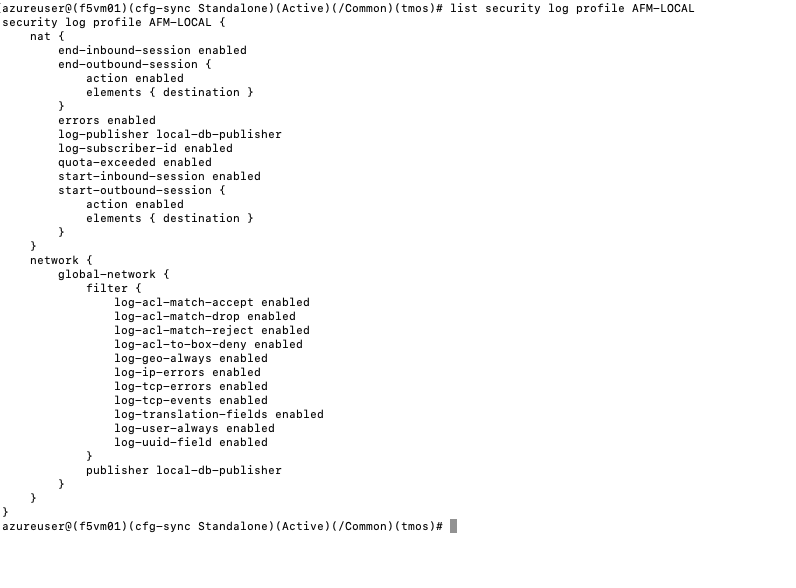 [azureuser@(f5vm01)(cfg-sync Standalone)(Active)(/Common)(tmos)# list security log profile AFM-LOCAL
security log profile AFM-LOCAL {
    nat {
        end-inbound-session enabled
        end-outbound-session {
            action enabled
            elements { destination }
        }
        errors enabled
        log-publisher local-db-publisher
        log-subscriber-id enabled
        quota-exceeded enabled
        start-inbound-session enabled
        start-outbound-session {
            action enabled
            elements { destination }
        }
    }
    network {
        global-network {
            filter {
                log-acl-match-accept enabled
                log-acl-match-drop enabled
                log-acl-match-reject enabled
                log-acl-to-box-deny enabled
                log-geo-always enabled
                log-ip-errors enabled
                log-tcp-errors enabled
                log-tcp-events enabled
                log-translation-fields enabled
                log-user-always enabled
                log-uuid-field enabled
            }
            publisher local-db-publisher
        }
    }
}
azureuser@(f5vm01)(cfg-sync Standalone)(Active)(/Common)(tmos)#